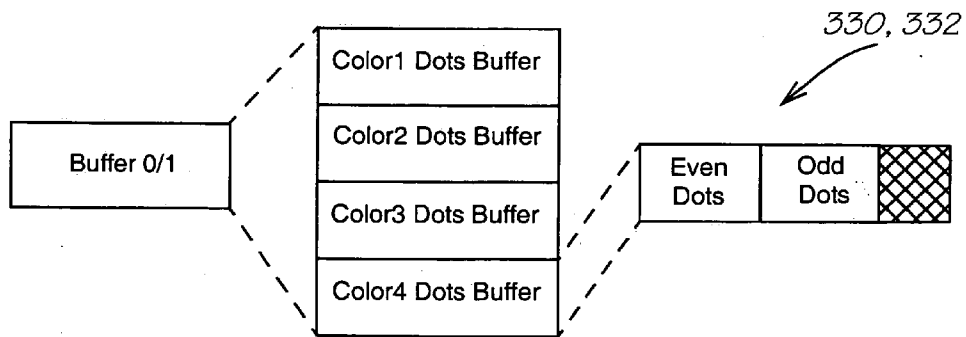 330, 332
Color1 Dots Buffer
Buffer 0/1
Color2 Dots Buffer
Even
Dots
Odd
Dots
Color3 Dots Buffer
Color4 Dots Buffer